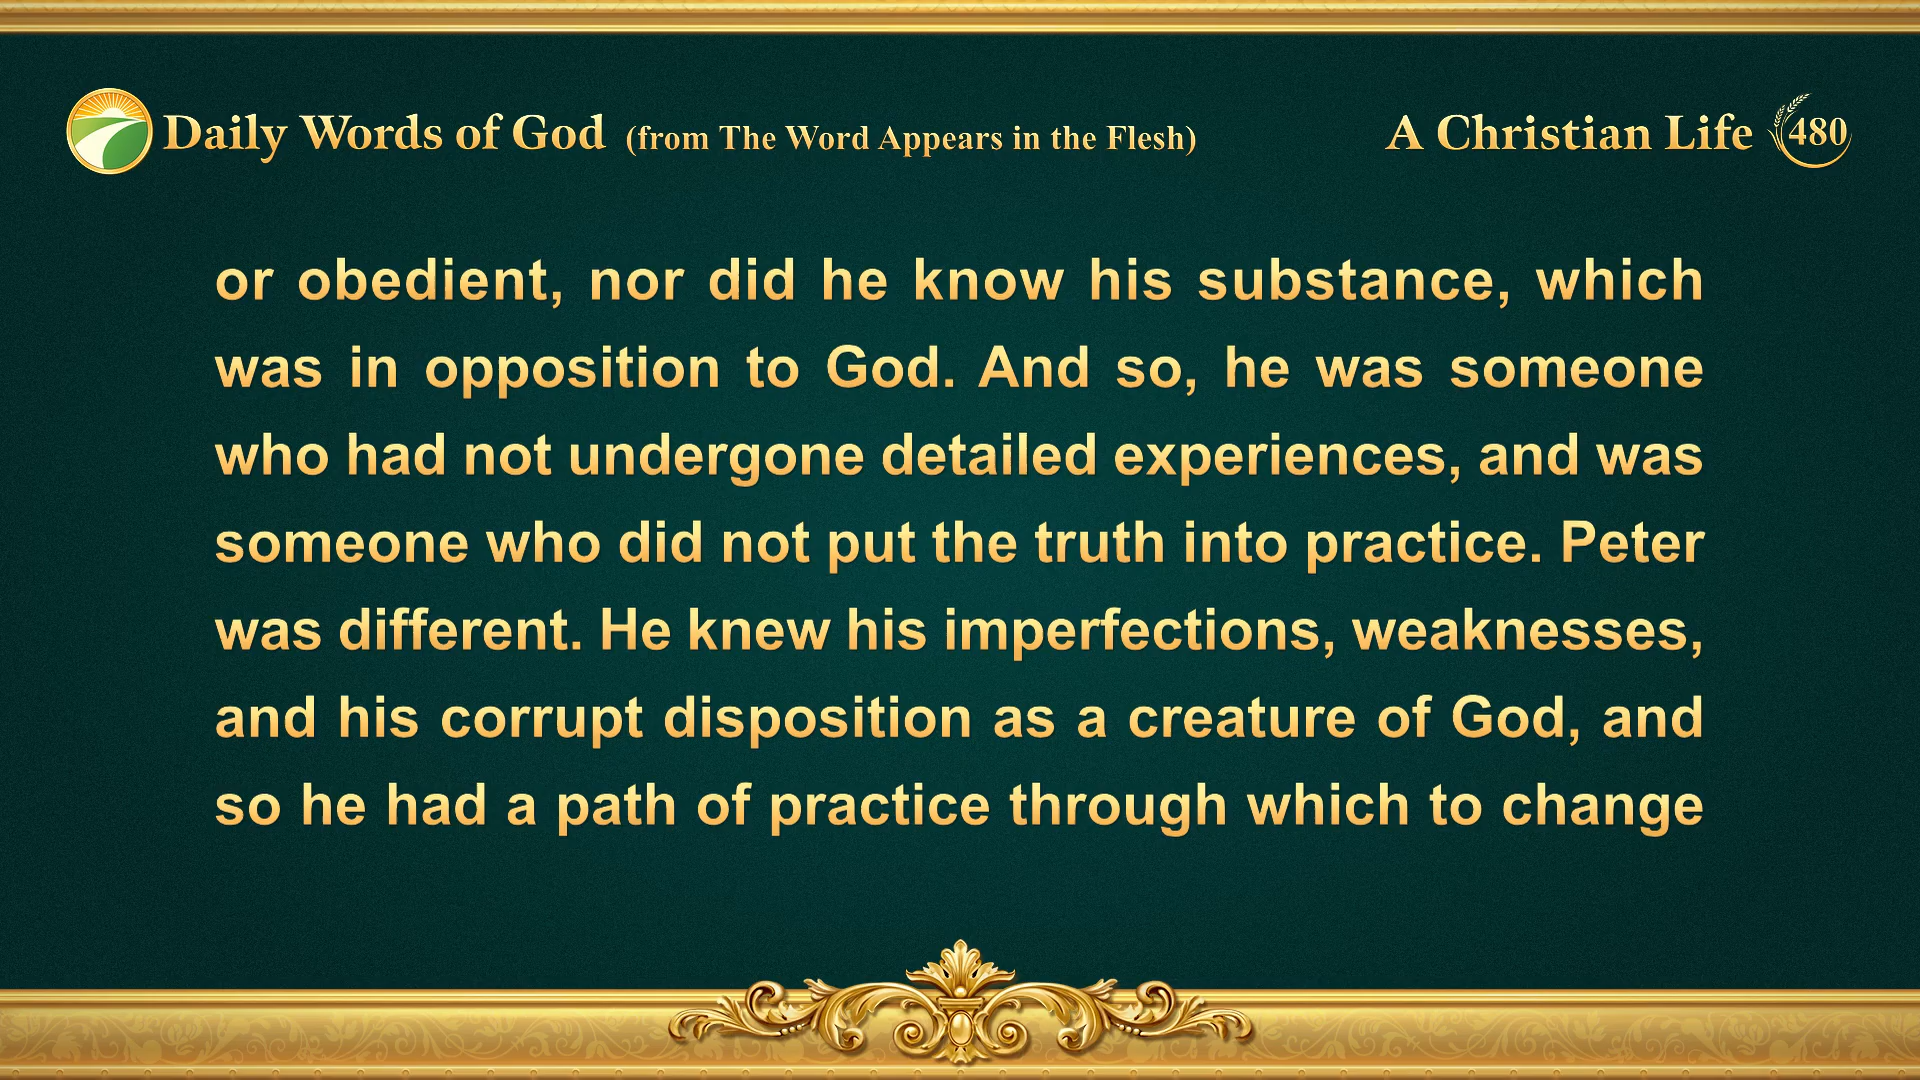 Daily Words of God (from The Word Appears in the Flesh)
A Christian Life 480
or obedient, nor did he know his substance, which
was in opposition to God. And so, he was someone
who had not undergone detailed experiences, and was
someone who did not put the truth into practice. Peter
was different. He knew his imperfections, weaknesses,
and his corrupt disposition as a creature of God, and
so he had a path of practice through which to change